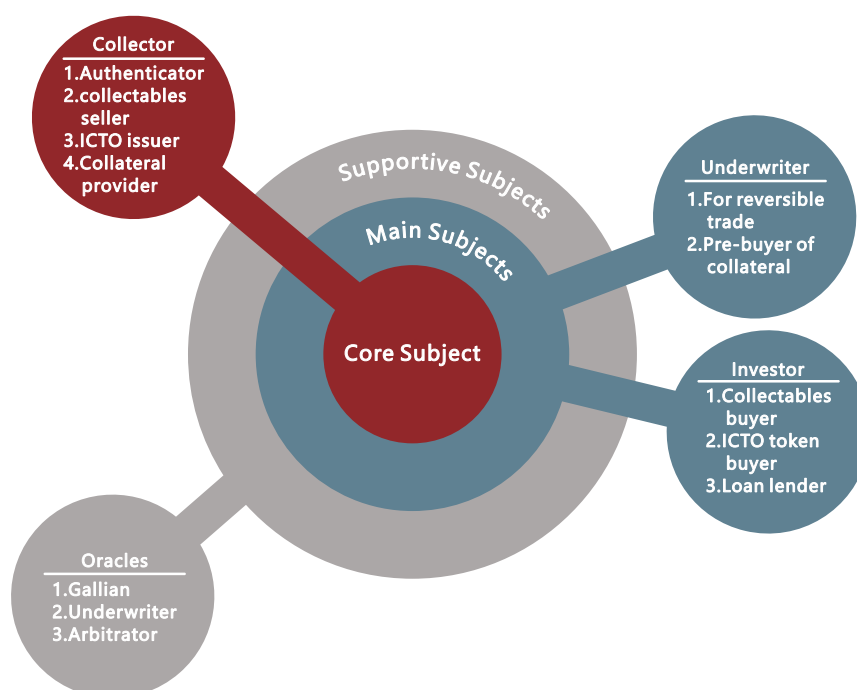 Collector
1.Authenticator
2.collectables
seller
3.ICTO issuer
4.Collateral
provider
Supportive Subjects
Main Subjects
Core Subject
Underwriter
1.For reversible
trade
2.Pre-buyer of
collateral
Investor
1.Collectables
buyer
2.ICTO token
buyer
3.Loan lender
Oracles
1.Gallian
2.Underwriter
3.Arbitrator